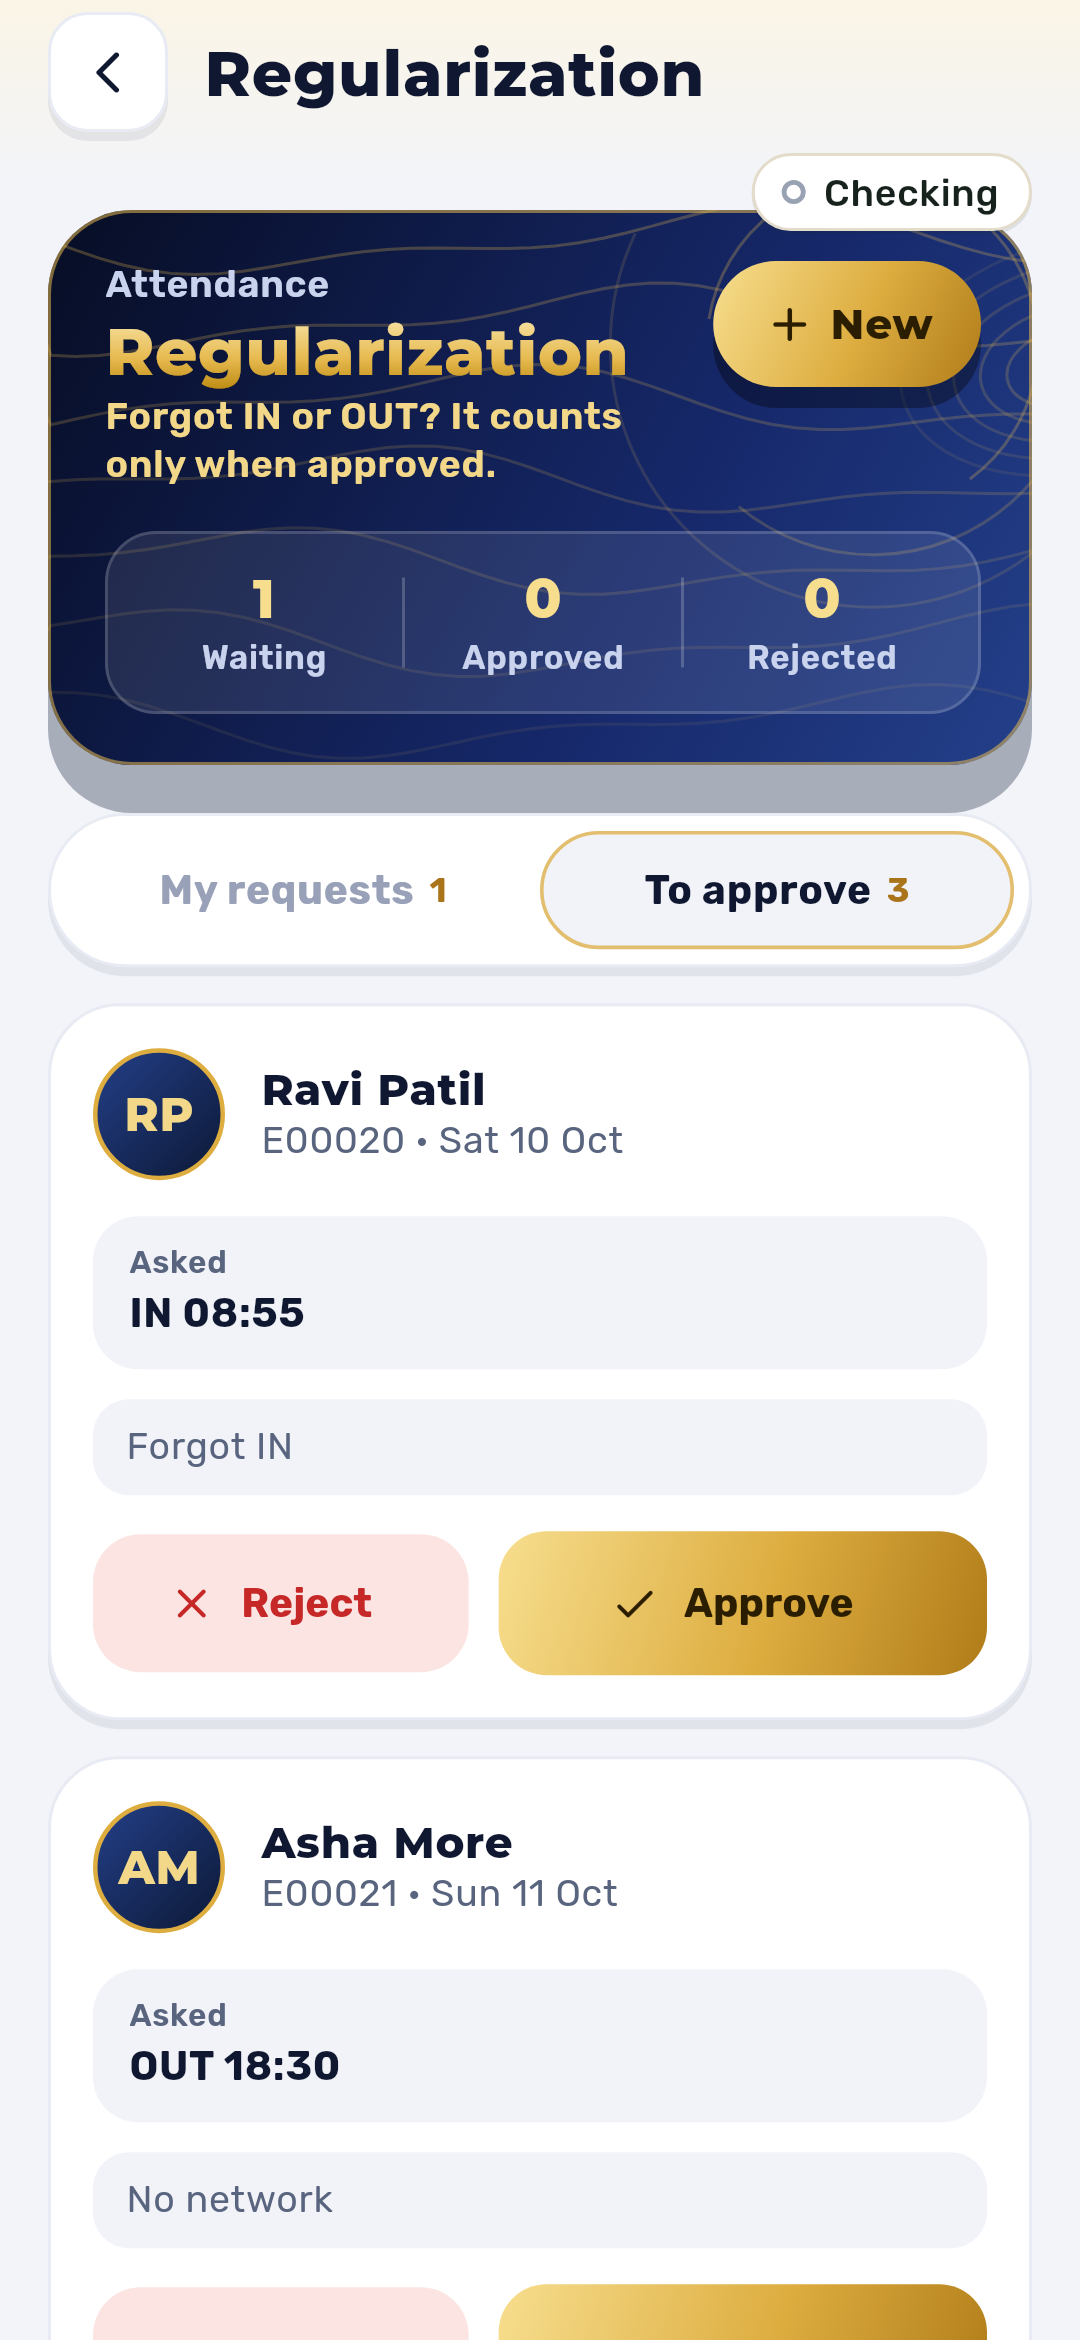 Regularization
Checking
Attendance
Regularization
New
Forgot IN or OUT? It counts
only when approved.
1
Waiting
0
Approved
0
Rejected
My requests 1
To approve 3
RP
Ravi Patil
E00020 • Sat 10 Oct
Asked
IN 08:55
Forgot IN
Reject
Approve
AM
Asha More
E00021 • Sun 11 Oct
Asked
OUT 18:30
No network